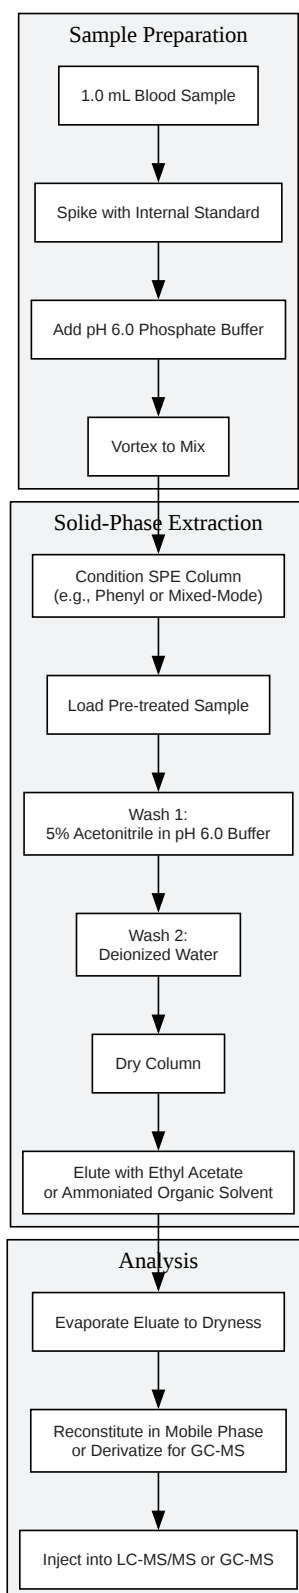 Sample Preparation
1.0 mL Blood Sample
Spike with Internal Standard
Add pH 6.0 Phosphate Buffer
Vortex to Mix
Solid-Phase Extraction
Condition SPE Column
(e.g., Phenyl or Mixed-Mode)
Load Pre-treated Sample
Wash 1:
5% Acetonitrile in pH 6.0 Buffer
Wash 2:
Deionized Water
Dry Column
Elute with Ethyl Acetate
or Ammoniated Organic Solvent
Analysis
Evaporate Eluate to Dryness
Reconstitute in Mobile Phase
or Derivatize for GC-MS
Inject into LC-MS/MS or GC-MS